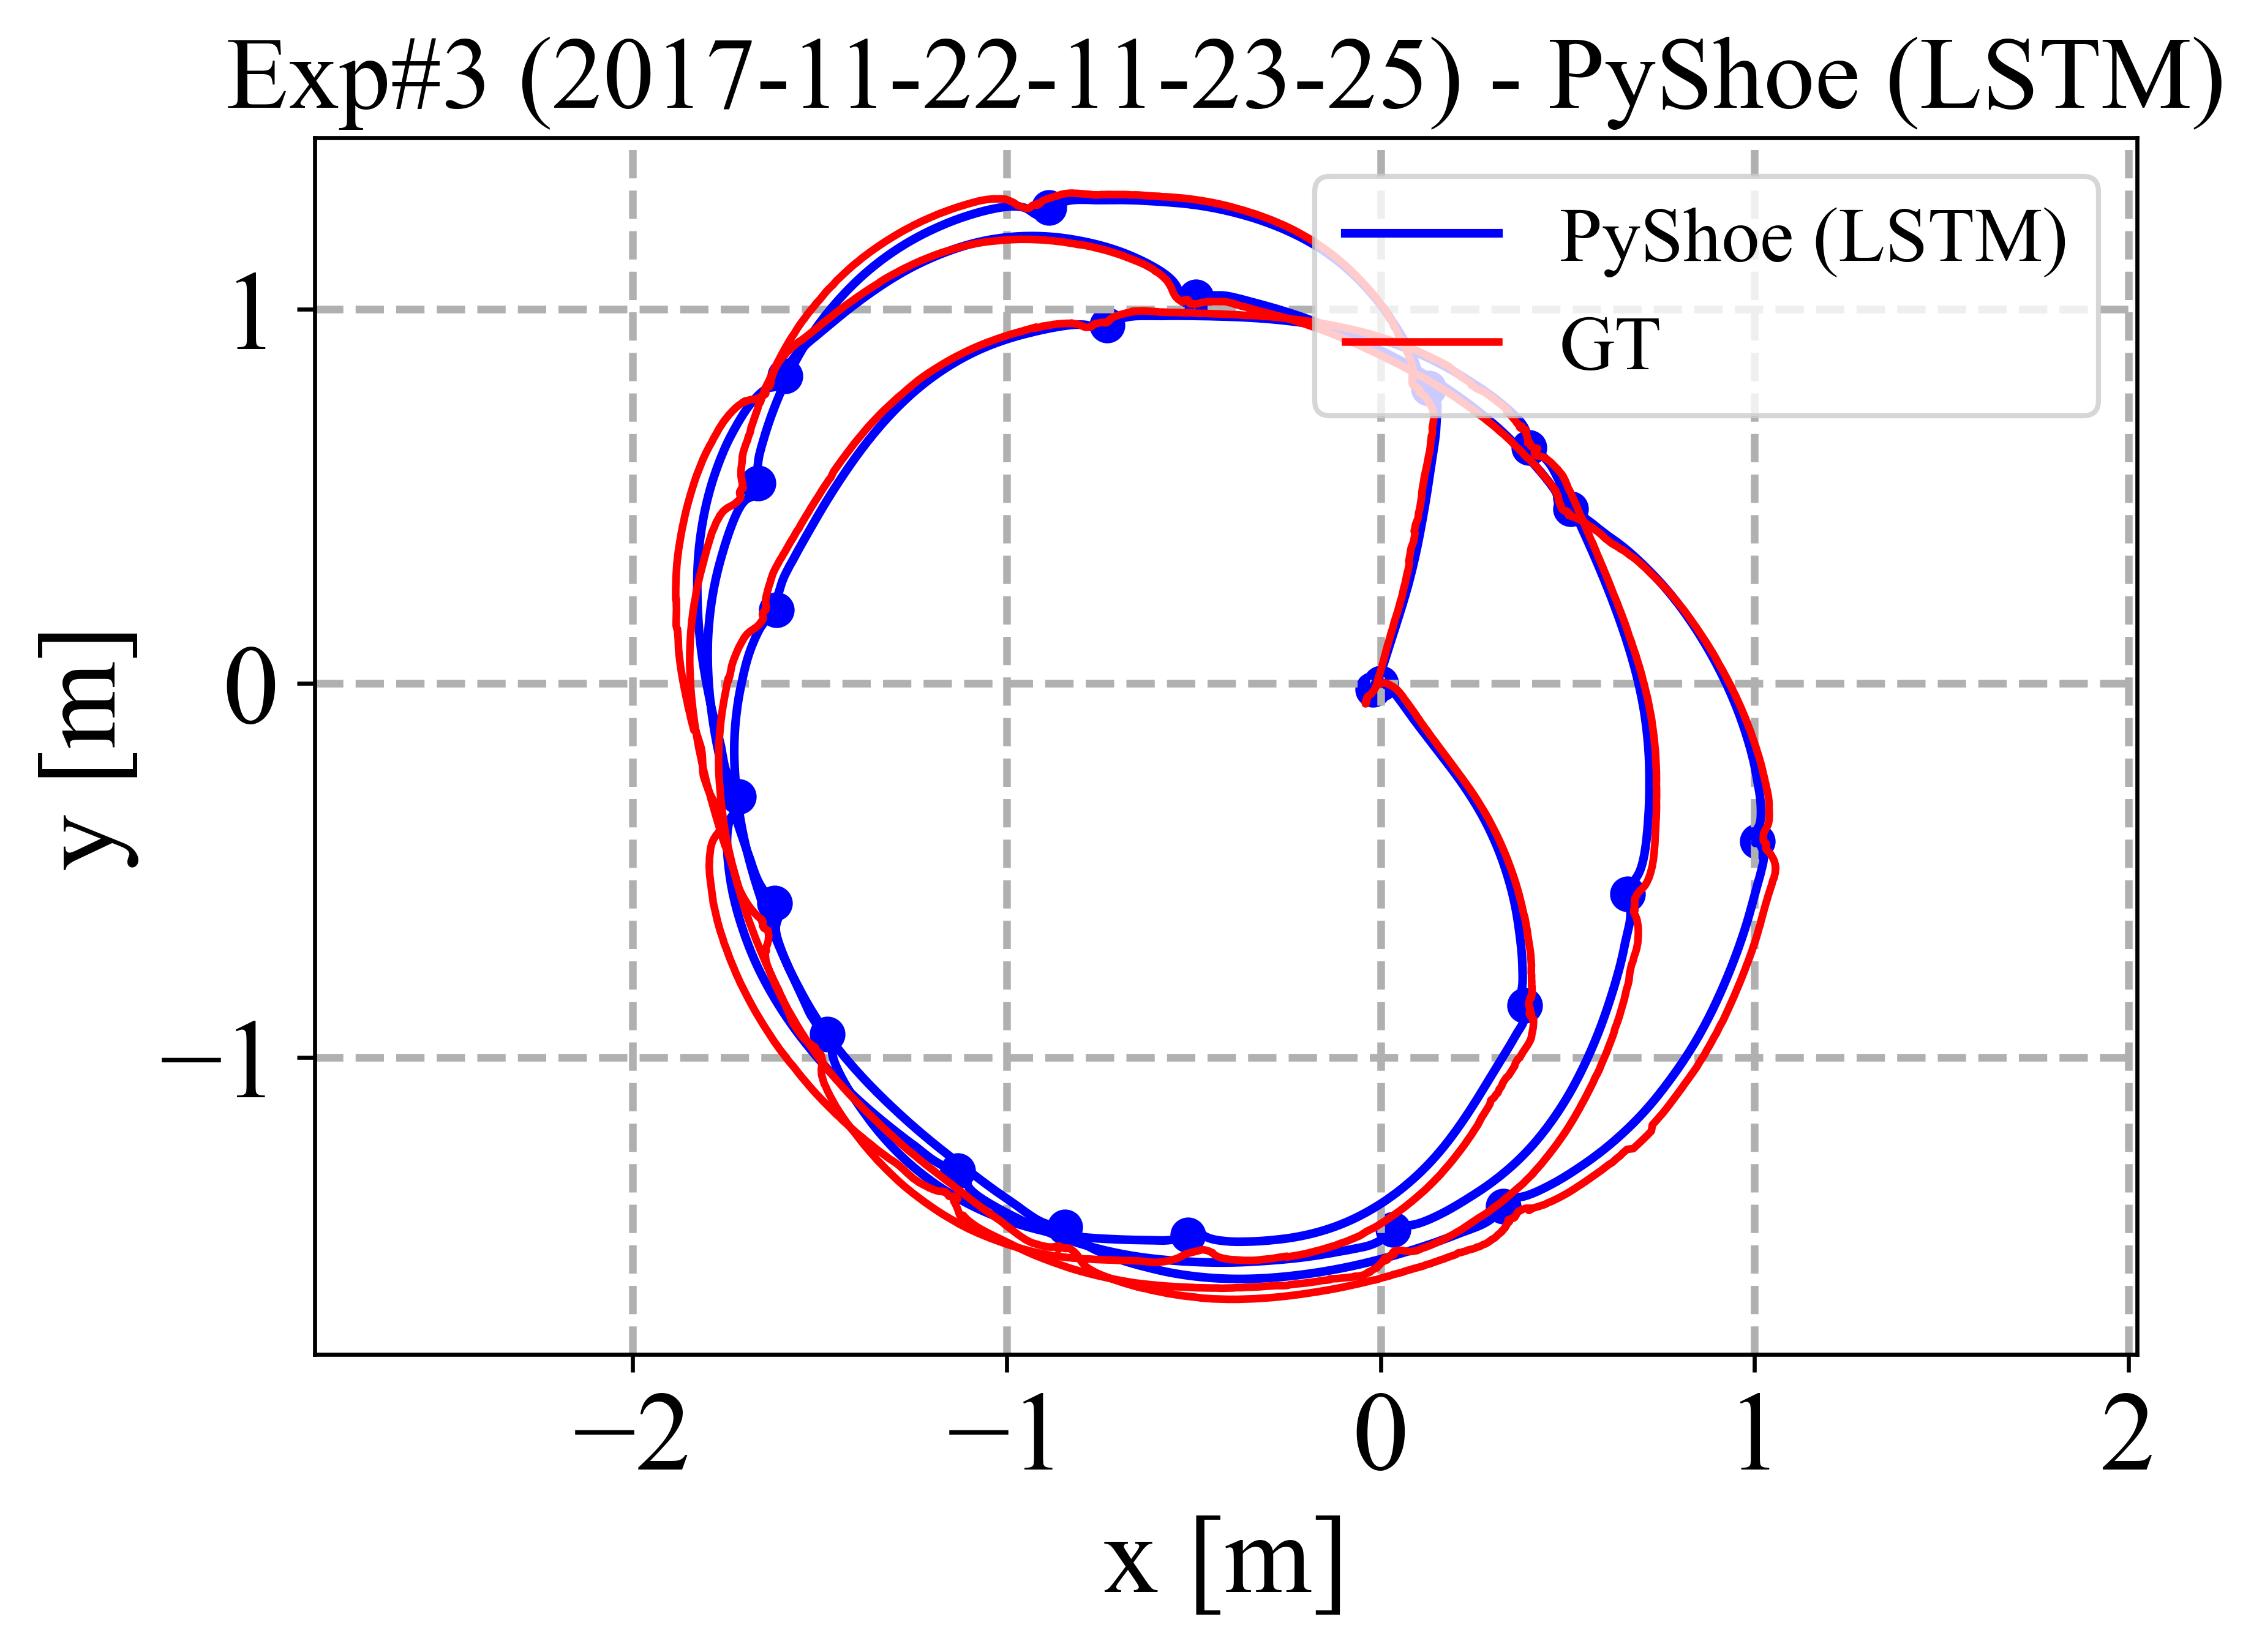 Exp#3 (2017-11-22-11-23-25) - PyShoe (LSTM)
PyShoe (LSTM)
GT
1
0
−1
y [m]
−2 −1 0 1 2
x [m]